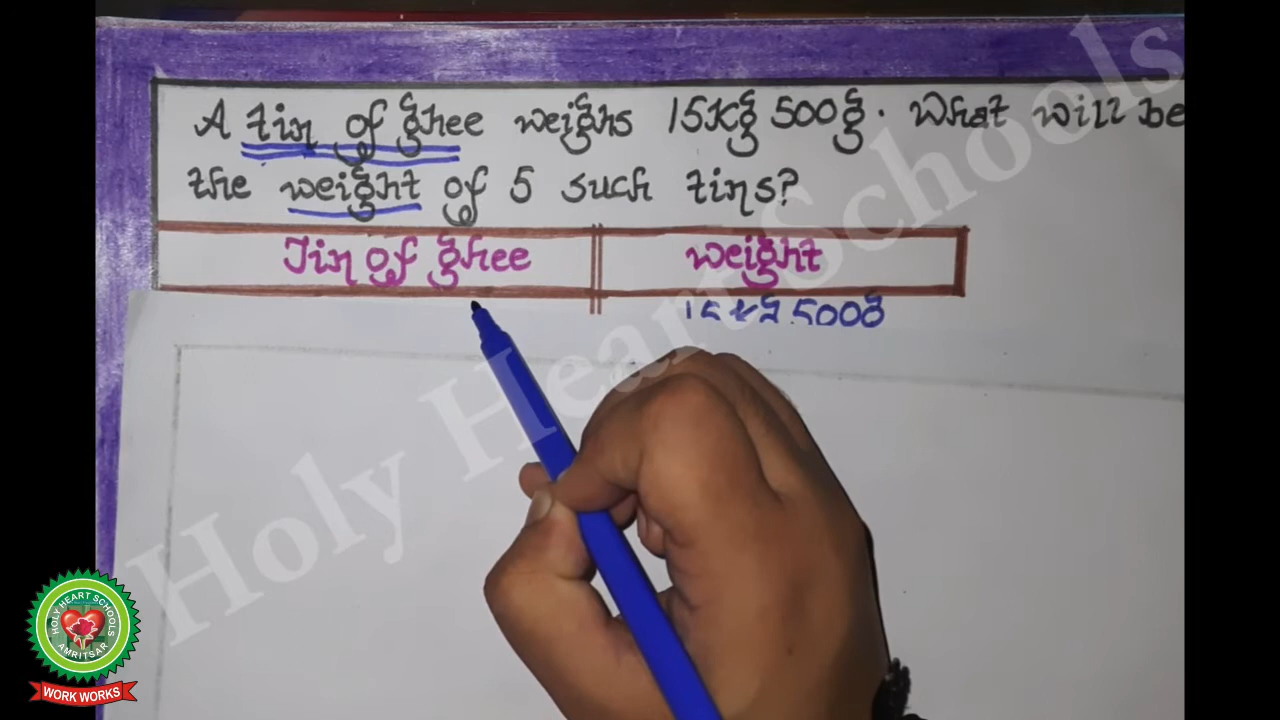 A tin of ghee weighs 15Kg 500g. What will be
the weight of 5 such tins?
Tin of ghee weight
15 Kg 500g
Holy Heart Schools
HOLY HEART SCHOOLS
AMRITSAR
WORK WORKS